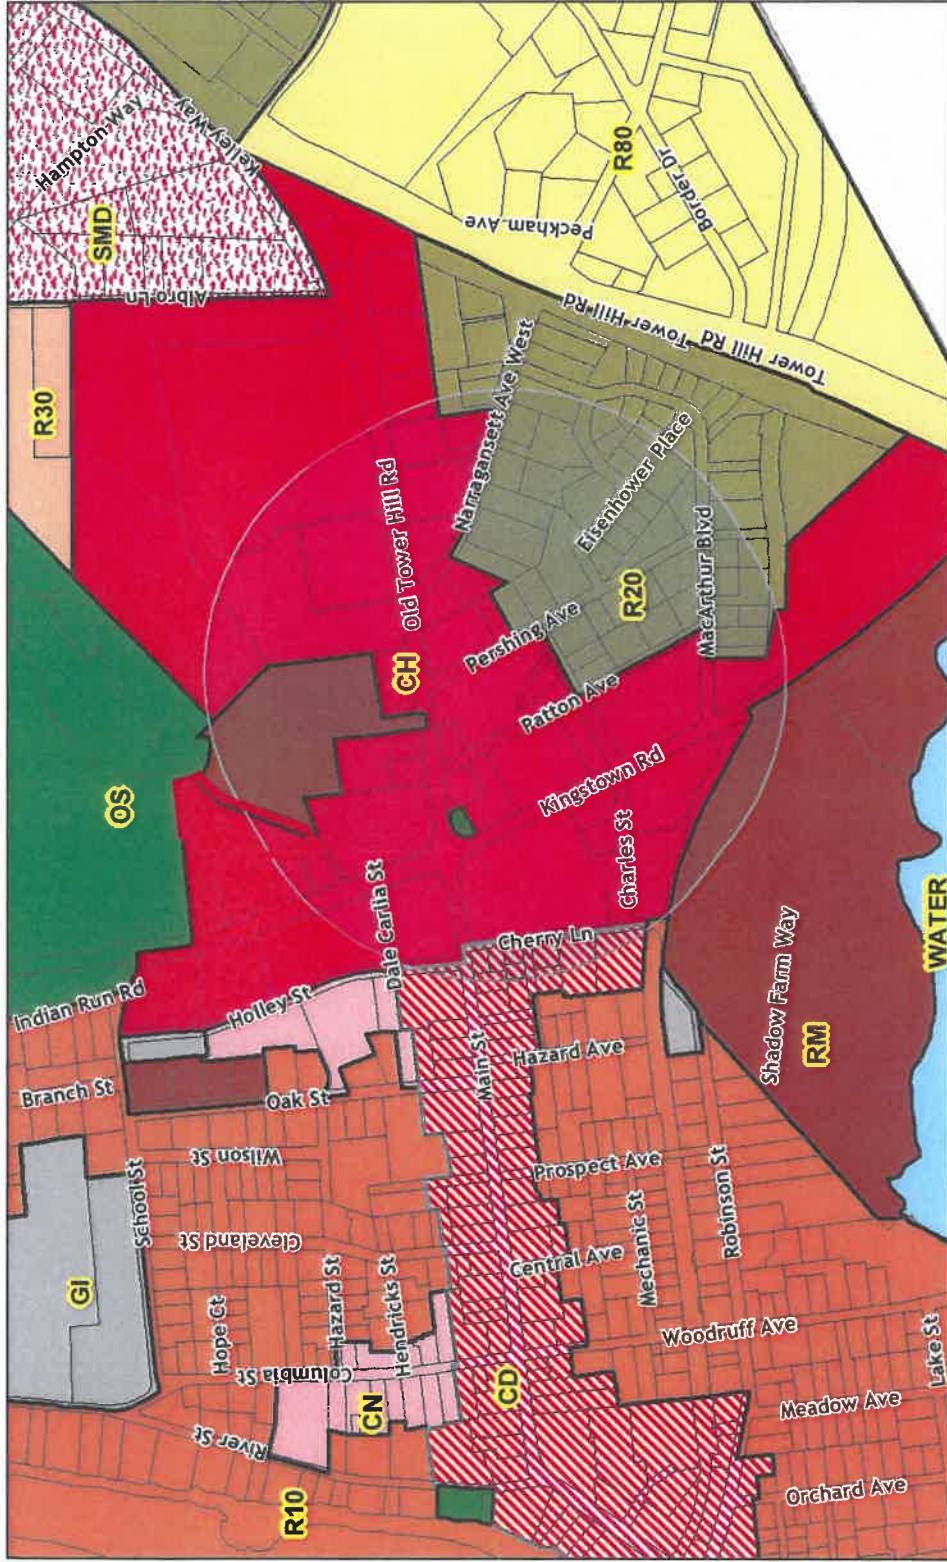 Hampton Way
Kelley Way
SMD
Albro Ln
R30
R80
Border Dr
Peckham Ave
Tower Hill Rd
Tower Hill Rd
Tower Hill Rd
Narragansett Ave West
Eisenhower Place
Old Tower Hill Rd
MacArthur Blvd
R20
Pershing Ave
CH
Patton Ave
OS
Kingstown Rd
Charles St
Dale Carlia St
Cherry Ln
WATER
Shadow Farm Way
RM
Indian Run Rd
Holley St
Main St
Hazard Ave
Branch St
Oak St
Wilson St
Prospect Ave
School St
Robinson St
Mechanic St
Cleveland St
Central Ave
GI
Hazard St
Hendricks St
Hope Ct
Woodruff Ave
Lake St
Columbia St
CN
CD
Meadow Ave
River St
R10
Orchard Ave